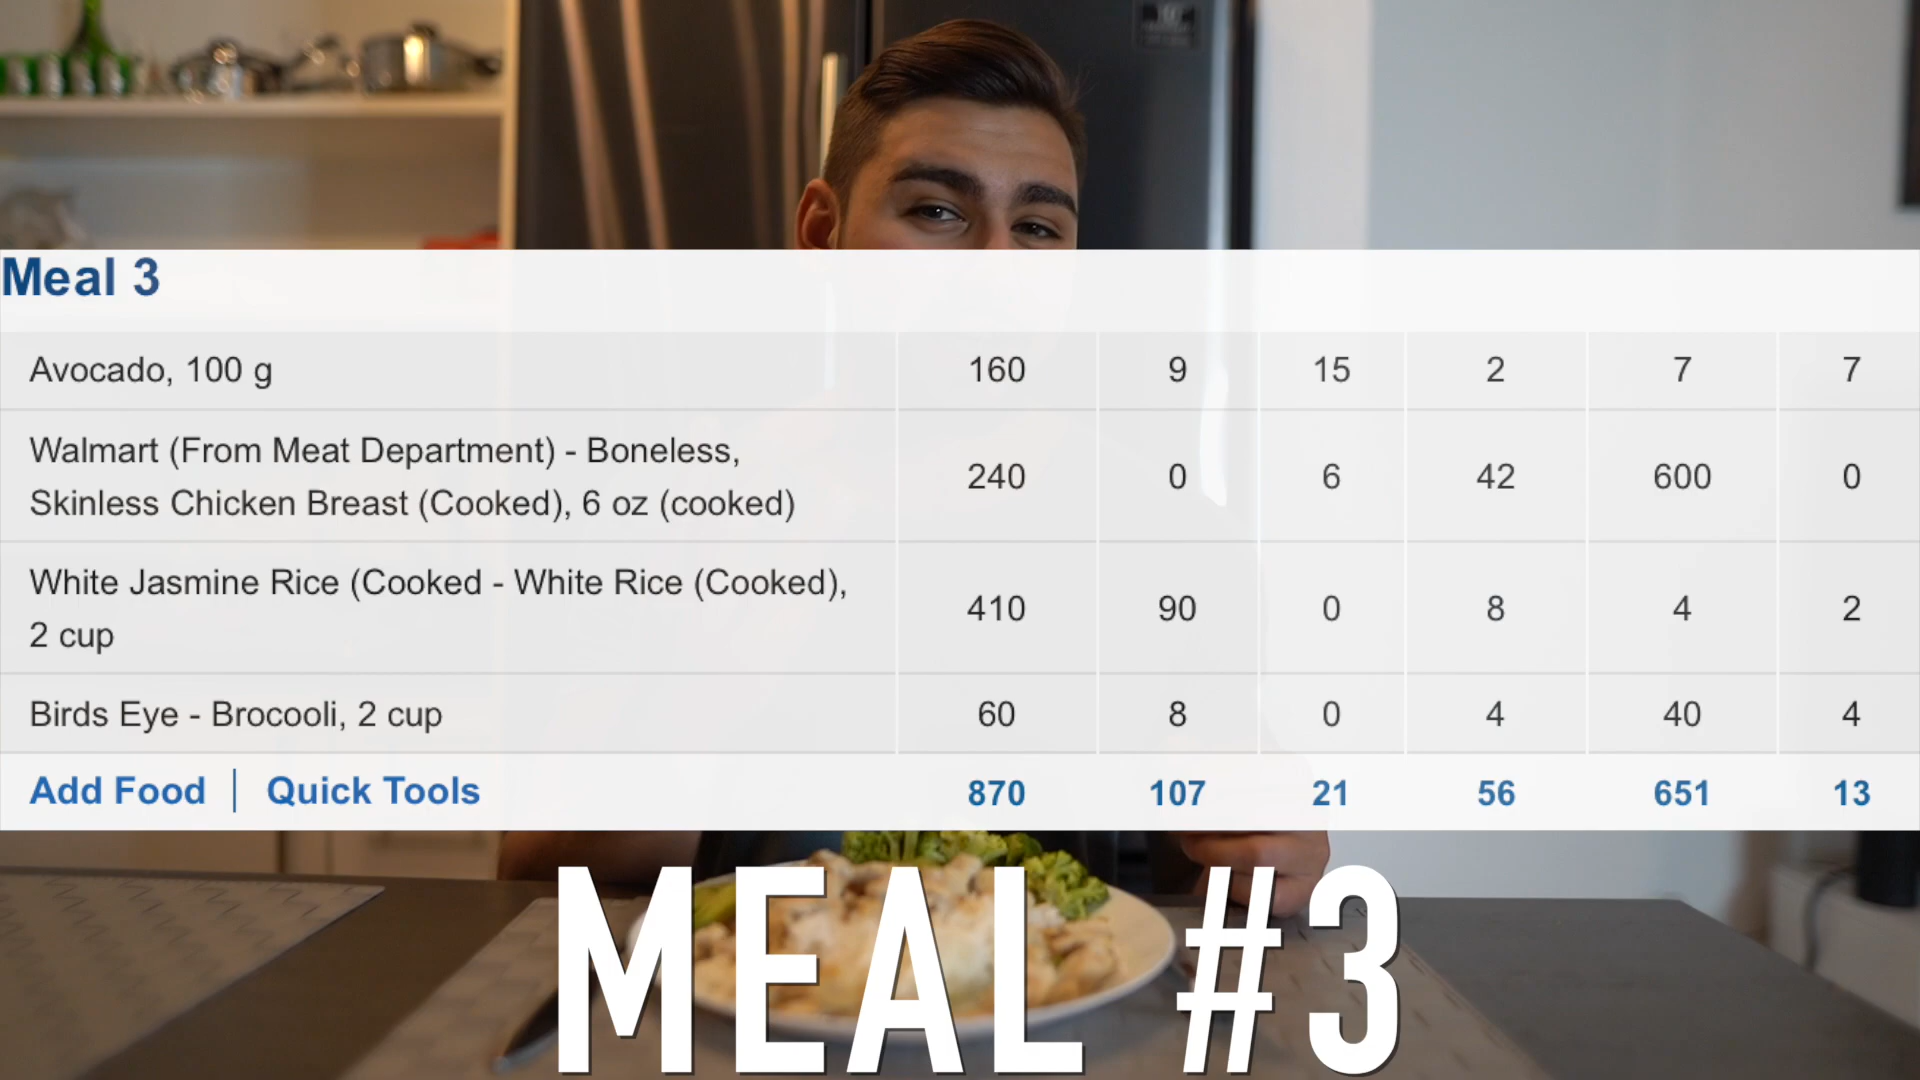 Meal 3
Avocado, 100 g 160 9 15 2 7 7
Walmart (From Meat Department) - Boneless,
Skinless Chicken Breast (Cooked), 6 oz (cooked) 240 0 6 42 600 0
White Jasmine Rice (Cooked - White Rice (Cooked),
2 cup 410 90 0 8 4 2
Birds Eye - Brocooli, 2 cup 60 8 0 4 40 4
Add Food | Quick Tools 870 107 21 56 651 13
MEAL #3